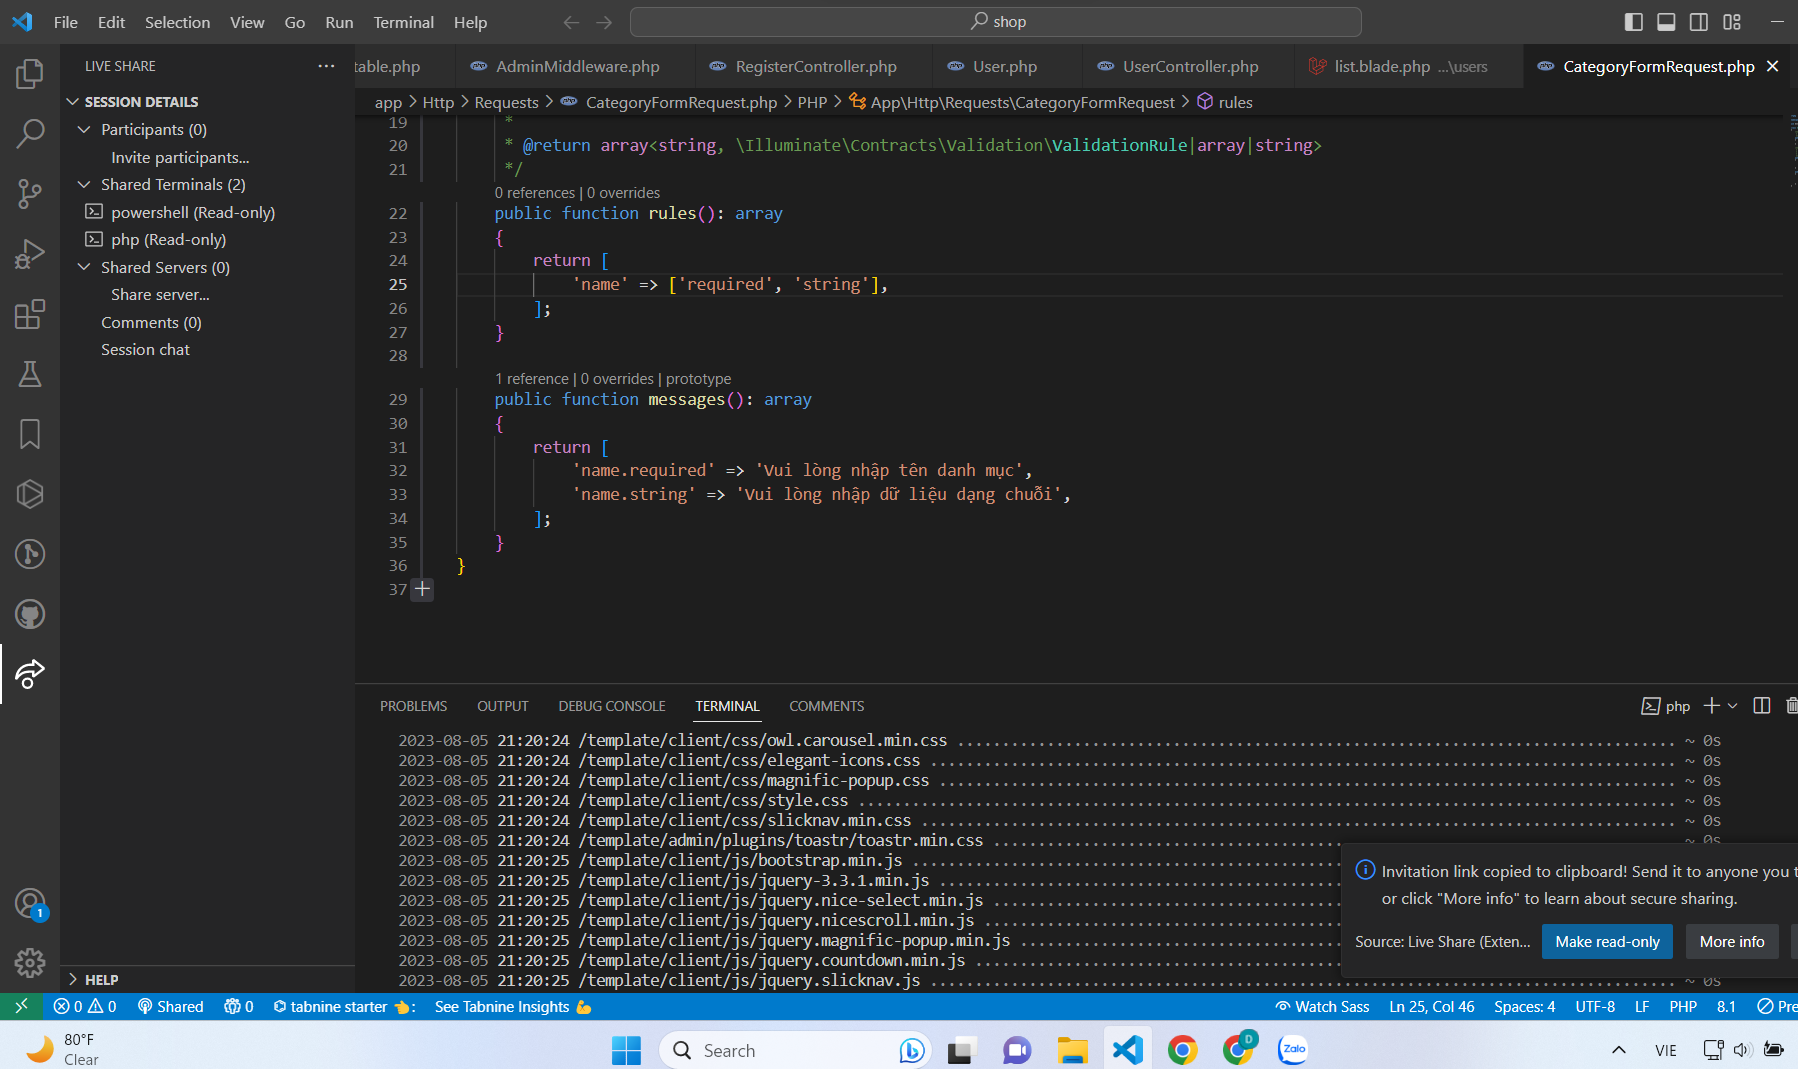 File Edit Selection View Go Run Terminal Help
shop
LIVE SHARE
SESSION DETAILS
Participants (0)
Invite participants...
Shared Terminals (2)
powershell (Read-only)
php (Read-only)
Shared Servers (0)
Share server...
Comments (0)
Session chat
HELP
table.php AdminMiddleware.php RegisterController.php User.php UserController.php list.blade.php ...\users CategoryFormRequest.php
app > Http > Requests > CategoryFormRequest.php > PHP > App\Http\Requests\CategoryFormRequest > rules
19 *
20 * @return array<string, \Illuminate\Contracts\Validation\ValidationRule|array|string>
21 */
0 references | 0 overrides
22 public function rules(): array
23 {
24 return [
25 'name' => ['required', 'string'],
26 ];
27 }
28
1 reference | 0 overrides | prototype
29 public function messages(): array
30 {
31 return [
32 'name.required' => 'Vui lòng nhập tên danh mục',
33 'name.string' => 'Vui lòng nhập dữ liệu dạng chuỗi',
34 ];
35 }
36 }
37
PROBLEMS OUTPUT DEBUG CONSOLE TERMINAL COMMENTS
php
2023-08-05 21:20:24 /template/client/css/owl.carousel.min.css ~ 0s
2023-08-05 21:20:24 /template/client/css/elegant-icons.css ~ 0s
2023-08-05 21:20:24 /template/client/css/magnific-popup.css ~ 0s
2023-08-05 21:20:24 /template/client/css/style.css ~ 0s
2023-08-05 21:20:24 /template/client/css/slicknav.min.css ~ 0s
2023-08-05 21:20:24 /template/admin/plugins/toastr/toastr.min.css ~ 0s
2023-08-05 21:20:25 /template/client/js/bootstrap.min.js
2023-08-05 21:20:25 /template/client/js/jquery-3.3.1.min.js
2023-08-05 21:20:25 /template/client/js/jquery.nice-select.min.js
2023-08-05 21:20:25 /template/client/js/jquery.nicescroll.min.js
2023-08-05 21:20:25 /template/client/js/jquery.magnific-popup.min.js
2023-08-05 21:20:25 /template/client/js/jquery.countdown.min.js
2023-08-05 21:20:25 /template/client/js/jquery.slicknav.js ~ 0s
Invitation link copied to clipboard! Send it to anyone you t
or click "More info" to learn about secure sharing.
Source: Live Share (Exten... Make read-only More info
1
0 0 Shared 0 tabnine starter : See Tabnine Insights Watch Sass Ln 25, Col 46 Spaces: 4 UTF-8 LF PHP 8.1 Pre
80°F
Clear
Search
D
Zalo
VIE